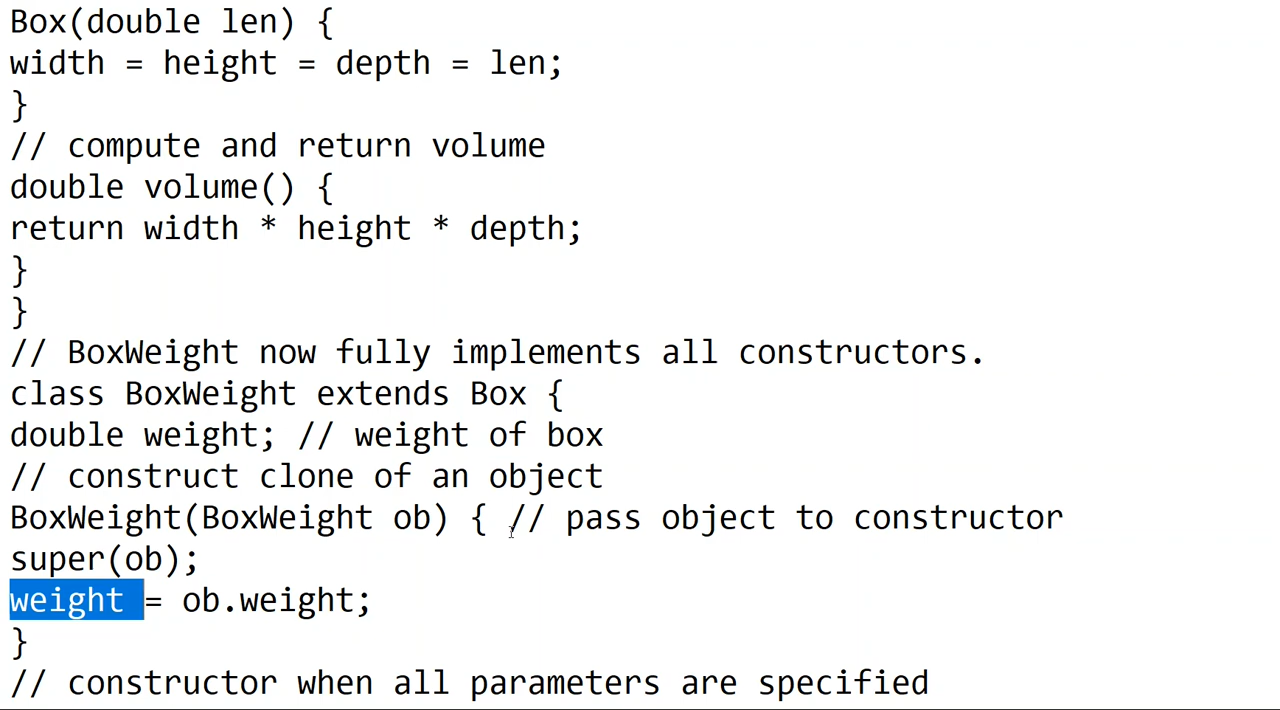 Box(double len) {
width = height = depth = len;
}
// compute and return volume
double volume() {
return width * height * depth;
}
}
// BoxWeight now fully implements all constructors.
class BoxWeight extends Box {
double weight; // weight of box
// construct clone of an object
BoxWeight(BoxWeight ob) { // pass object to constructor
super(ob);
weight = ob.weight;
}
// constructor when all parameters are specified